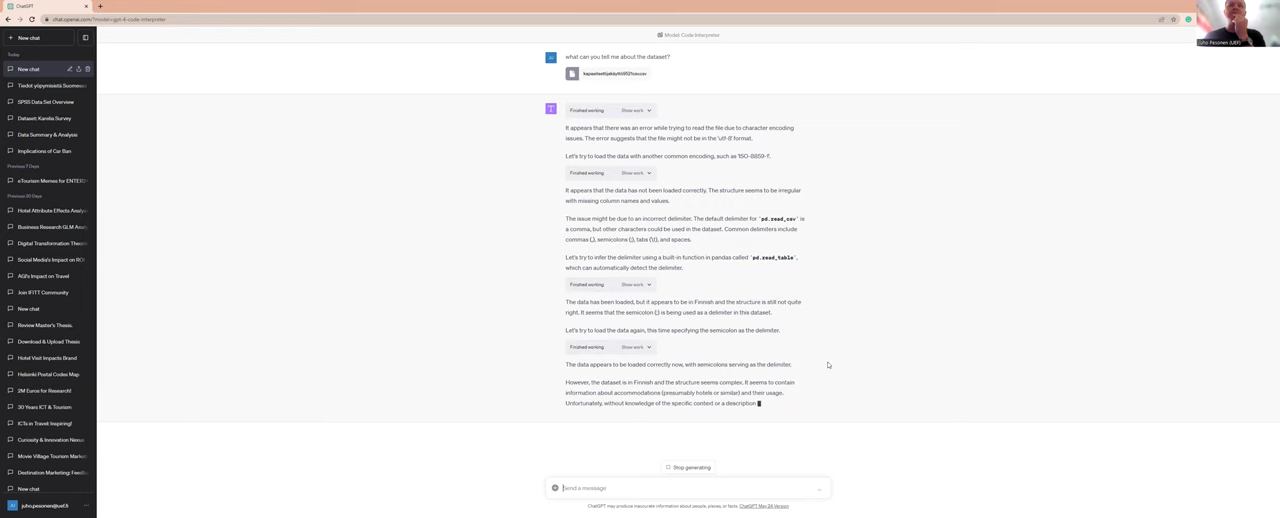 ChatGPT
chat.openai.com/?model=gpt-4-code-interpreter
Juho Pesonen (UEF)
New chat
Today
New chat
Tiedot yöpymisistä Suomess
SPSS Data Set Overview
Dataset: Karelia Survey
Data Summary & Analysis
Implications of Car Ban
Previous 7 Days
eTourism Memes for ENTER
Previous 30 Days
Hotel Attribute Effects Analy
Business Research GLM Ana
Digital Transformation Theor
Social Media's Impact on RO
AGI's Impact on Travel
Join IFITT Community
New chat
Review Master's Thesis.
Download & Upload Thesis
Hotel Visit Impacts Brand
Helsinki Postal Codes Map
2M Euros for Research!
30 Years ICT & Tourism
ICTs in Travel: Inspiring!
Curiosity & Innovation Nexus
Movie Village Tourism Market
Destination Marketing: Feedb
New chat
juho.pesonen@uef.fi
Model: Code Interpreter
what can you tell me about the dataset?
Finished working Show work
It appears that there was an error while trying to read the file due to character encoding
issues. The error suggests that the file might not be in the 'utf-8' format.
Let's try to load the data with another common encoding, such as 'ISO-8859-1'.
Finished working Show work
It appears that the data has not been loaded correctly. The structure seems to be irregular
with missing column names and values.
The issue might be due to an incorrect delimiter. The default delimiter for `pd.read_csv` is
a comma, but other characters could be used in the dataset. Common delimiters include
commas (,), semicolons (;), tabs ('\t'), and spaces.
Let's try to infer the delimiter using a built-in function in pandas called `pd.read_table`,
which can automatically detect the delimiter.
Finished working Show work
The data has been loaded, but it appears to be in Finnish and the structure is still not quite
right. It seems that the semicolon (;) is being used as a delimiter in this dataset.
Let's try to load the data again, this time specifying the semicolon as the delimiter.
Finished working Show work
The data appears to be loaded correctly now, with semicolons serving as the delimiter.
However, the dataset is in Finnish and the structure seems complex. It seems to contain
information about accommodations (presumably hotels or similar) and their usage.
Unfortunately, without knowledge of the specific context or a description
Stop generating
Send a message
ChatGPT may produce inaccurate information about people, places, or facts. ChatGPT May 24 Version